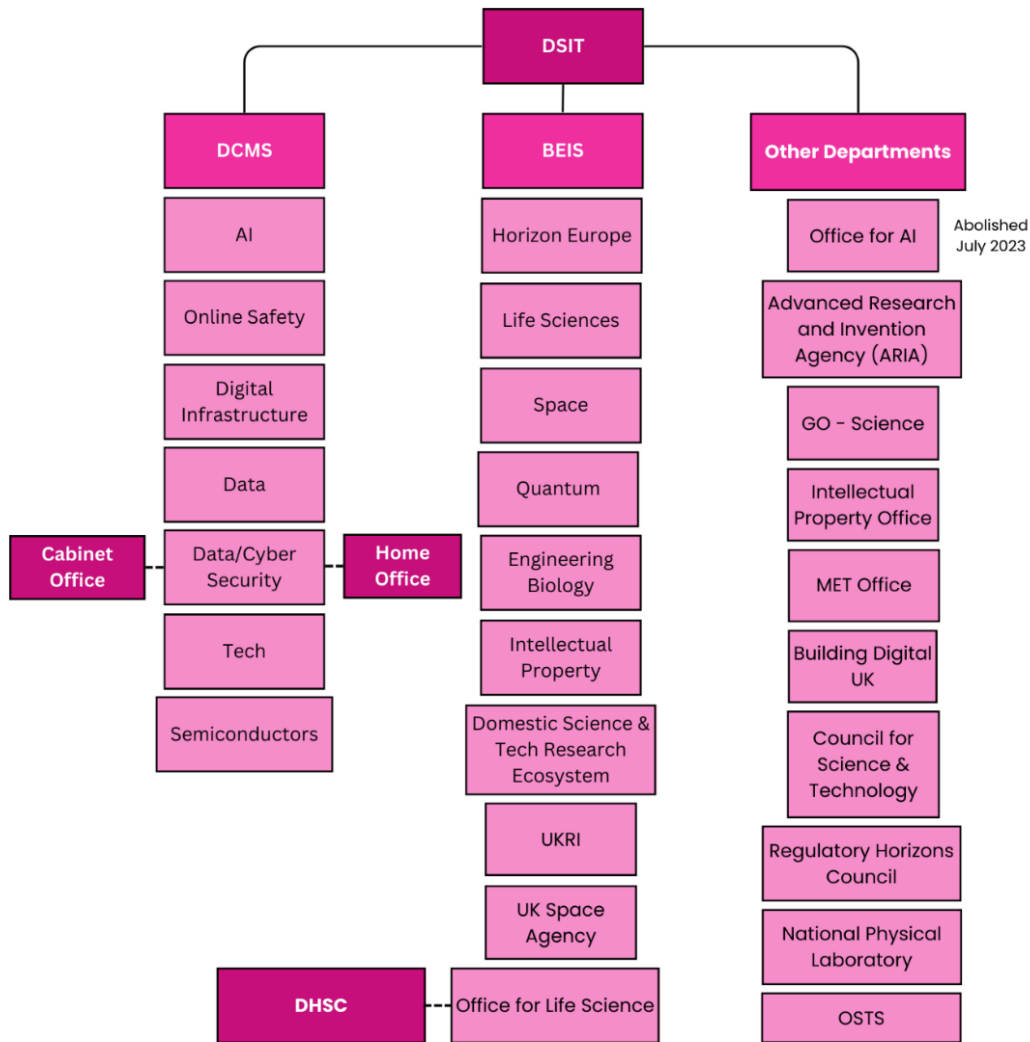 DSIT
DCMS
BEIS
Other Departments
AI
Online Safety
Digital
Infrastructure
Data
Cabinet
Office
Data/Cyber
Security
Home
Office
Tech
Semiconductors
Horizon Europe
Life Sciences
Space
Quantum
Engineering
Biology
Intellectual
Property
Domestic Science &
Tech Research
Ecosystem
UKRI
UK Space
Agency
DHSC
Office for Life Science
Office for AI
Abolished
July 2023
Advanced Research
and Invention
Agency (ARIA)
GO - Science
Intellectual
Property Office
MET Office
Building Digital
UK
Council for
Science &
Technology
Regulatory Horizons
Council
National Physical
Laboratory
OSTS